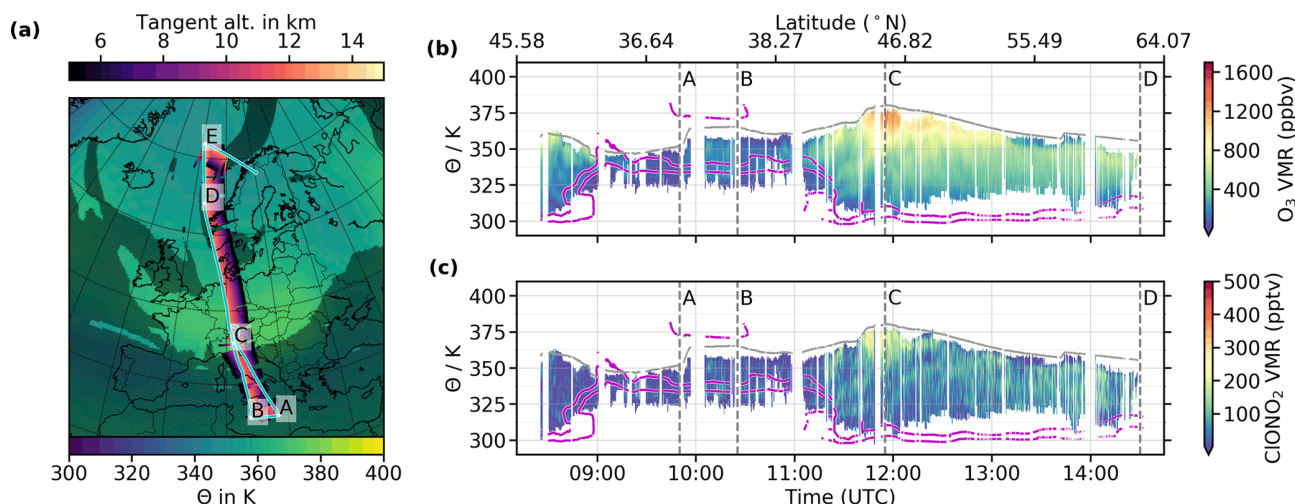 (a)
Tangent alt. in km
6 8 10 12 14
E
D
C
B A
300 320 340 360 380 400
Θ in K
Latitude (°N)
45.58 36.64 38.27 46.82 55.49 64.07
(b)
A B C D
400
375
350
325
300
Θ / K
1600
1200
800
400
O₃ VMR (ppbv)
(c)
A B C D
400
375
350
325
300
Θ / K
500
400
300
200
100
ClONO₂ VMR (pptv)
09:00 10:00 11:00 12:00 13:00 14:00
Time (UTC)